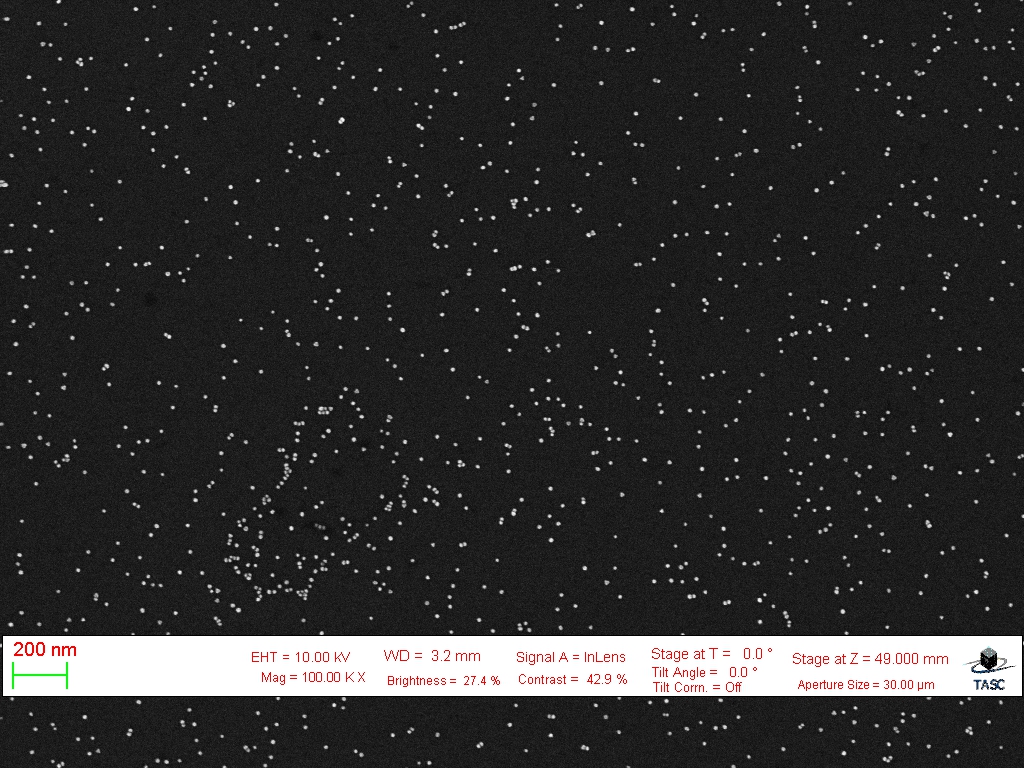 200 nm
EHT = 10.00 kV
Mag = 100.00 K X
WD = 3.2 mm
Brightness = 27.4 %
Signal A = InLens
Contrast = 42.9 %
Stage at T = 0.0 °
Tilt Angle = 0.0 °
Tilt Corrn. = Off
Stage at Z = 49.000 mm
Aperture Size = 30.00 µm
TASC